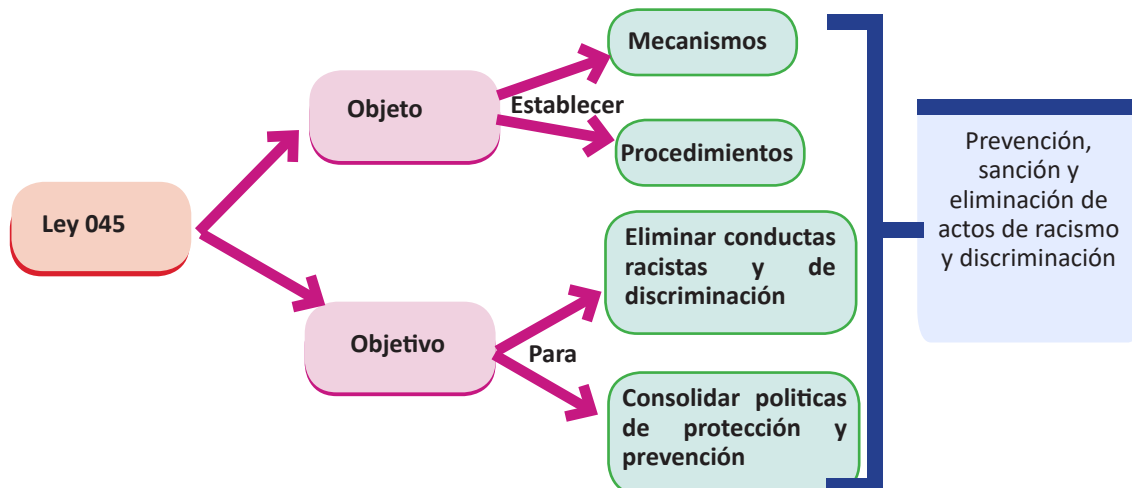 Ley 045
Objeto
Establecer
Mecanismos
Procedimientos
Objetivo
Para
Eliminar conductas
racistas y de
discriminación
Consolidar politicas
de protección y
prevención
Prevención,
sanción y
eliminación de
actos de racismo
y discriminación